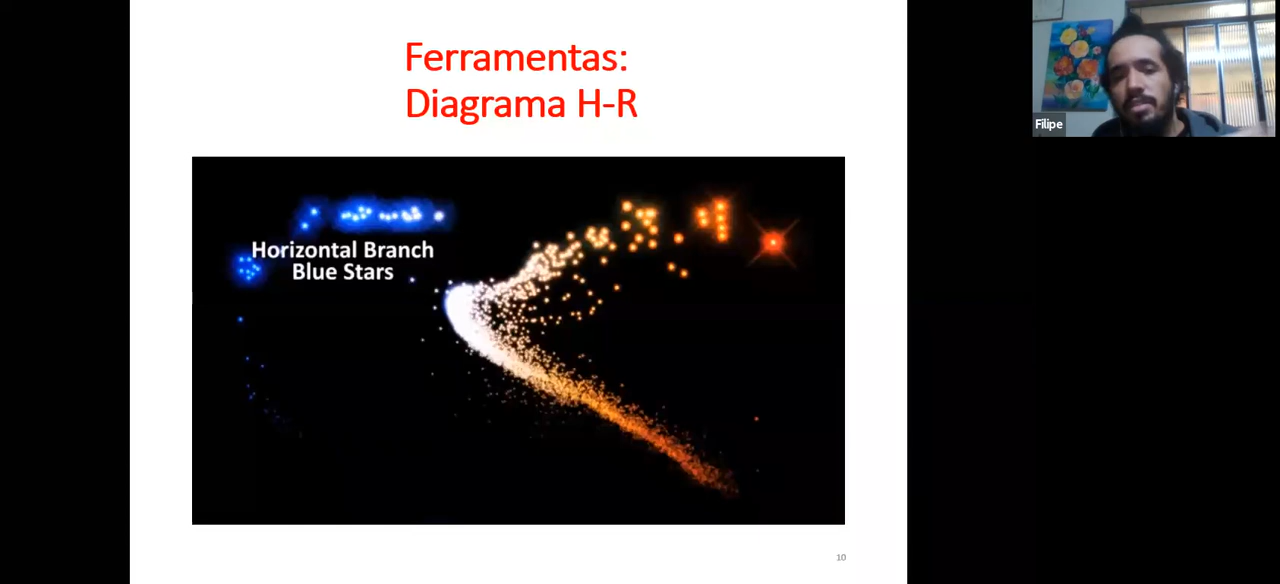 Ferramentas:
Diagrama H-R
Horizontal Branch
Blue Stars
10
Filipe